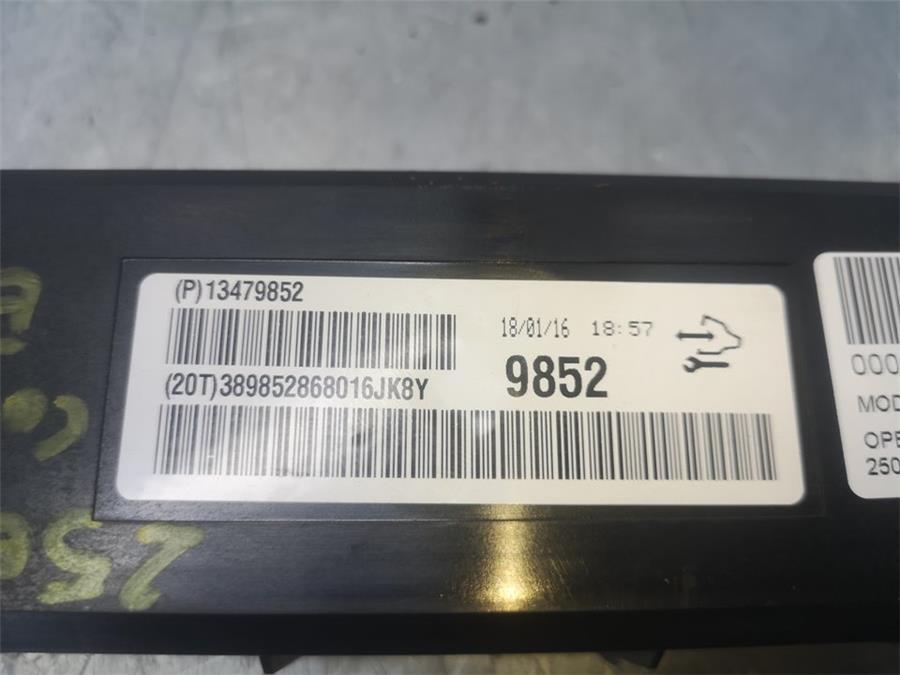 (P)13479852
18/01/16 18:57
(20T)389852868016JK8Y
9852
000
MOD
OPE
250